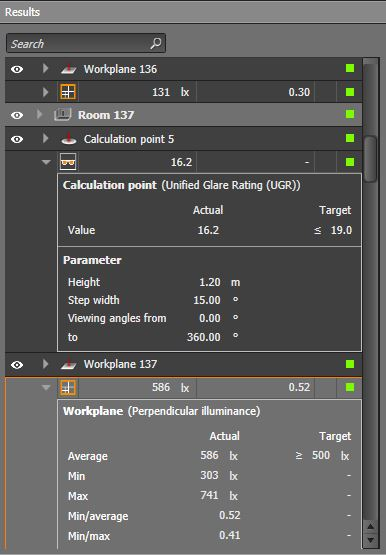 Results
Search
Workplane 136
131 lx 0.30
Room 137
Calculation point 5
16.2 -
Calculation point (Unified Glare Rating (UGR))
Actual Target
Value 16.2 ≤ 19.0
Parameter
Height 1.20 m
Step width 15.00 °
Viewing angles from 0.00 °
to 360.00 °
Workplane 137
586 lx 0.52
Workplane (Perpendicular illuminance)
Actual Target
Average 586 lx ≥ 500 lx
Min 303 lx -
Max 741 lx -
Min/average 0.52 -
Min/max 0.41 -